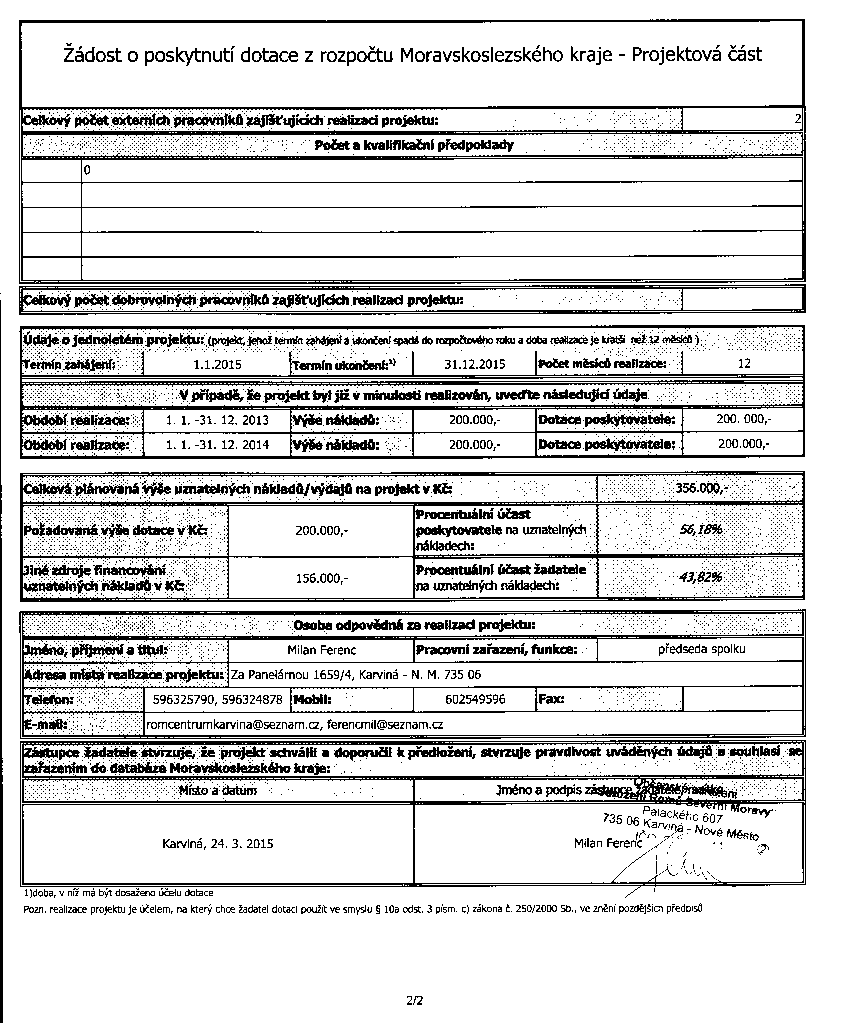 Žádost o poskytnutí dotace z rozpočtu Moravskoslezského kraje - Projektová část
Celkový počet externích pracovníků zajišťujících realizaci projektu: 2
Počet a kvalifikační předpoklady
0
Celkový počet dobrovolných pracovníků zajišťujících realizaci projektu:
Údaje o jednoletém projektu: (projekt, jehož termín zahájení a ukončení spadá do rozpočtového roku a doba realizace je kratší než 12 měsíců )
Termín zahájení: 1.1.2015 Termín ukončení:1) 31.12.2015 Počet měsíců realizace: 12
V případě, že projekt byl již v minulosti realizován, uveďte následující údaje
Období realizace: 1. 1. -31. 12. 2013 Výše nákladů: 200.000,- Dotace poskytovatele: 200. 000,-
Období realizace: 1. 1. -31. 12. 2014 Výše nákladů: 200.000,- Dotace poskytovatele: 200.000,-
Celková plánovaná výše uznatelných nákladů/výdajů na projekt v Kč: 356.000,-
Požadovaná výše dotace v Kč: 200.000,- Procentuální účast poskytovatele na uznatelných nákladech: 56,18%
Jiné zdroje financování uznatelných nákladů v Kč: 156.000,- Procentuální účast žadatele na uznatelných nákladech: 43,82%
Osoba odpovědná za realizaci projektu:
Jméno, příjmení a titul: Milan Ferenc Pracovní zařazení, funkce: předseda spolku
Adresa místa realizace projektu: Za Panelárnou 1659/4, Karviná - N. M. 735 06
Telefon: 596325790, 596324878 Mobil: 602549596 Fax:
E-mail: romcentrumkarvina@seznam.cz, ferencmil@seznam.cz
Zástupce žadatele stvrzuje, že projekt schválil a doporučil k předložení, stvrzuje pravdivost uváděných údajů a souhlasí se
zařazením do databáze Moravskoslezského kraje:
Místo a datum Jméno a podpis zástupce
Občanské
Romů Severní Moravy
Palackého 607
735 06 Karviná - Nové Město
Karviná, 24. 3. 2015 Milan Ferenc
1)doba, v níž má být dosaženo účelu dotace
Pozn. realizace projektu je účelem, na který chce žadatel dotaci použít ve smyslu § 10a odst. 3 písm. c) zákona č. 250/2000 Sb., ve znění pozdějších předpisů
2/2